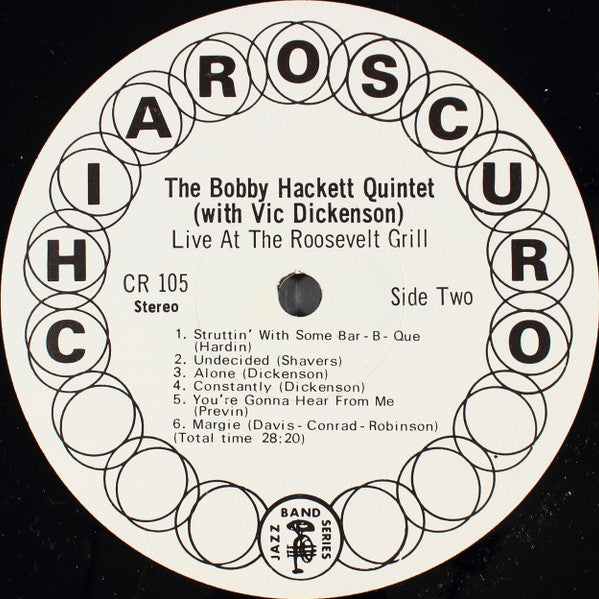 CHIAROSCURO
The Bobby Hackett Quintet
(with Vic Dickenson)
Live At The Roosevelt Grill
CR 105
Stereo
Side Two
1. Struttin' With Some Bar-B-Que
(Hardin)
2. Undecided (Shavers)
3. Alone (Dickenson)
4. Constantly (Dickenson)
5. You're Gonna Hear From Me
(Previn)
6. Margie (Davis-Conrad-Robinson)
(Total time 28:20)
JAZZ BAND SERIES